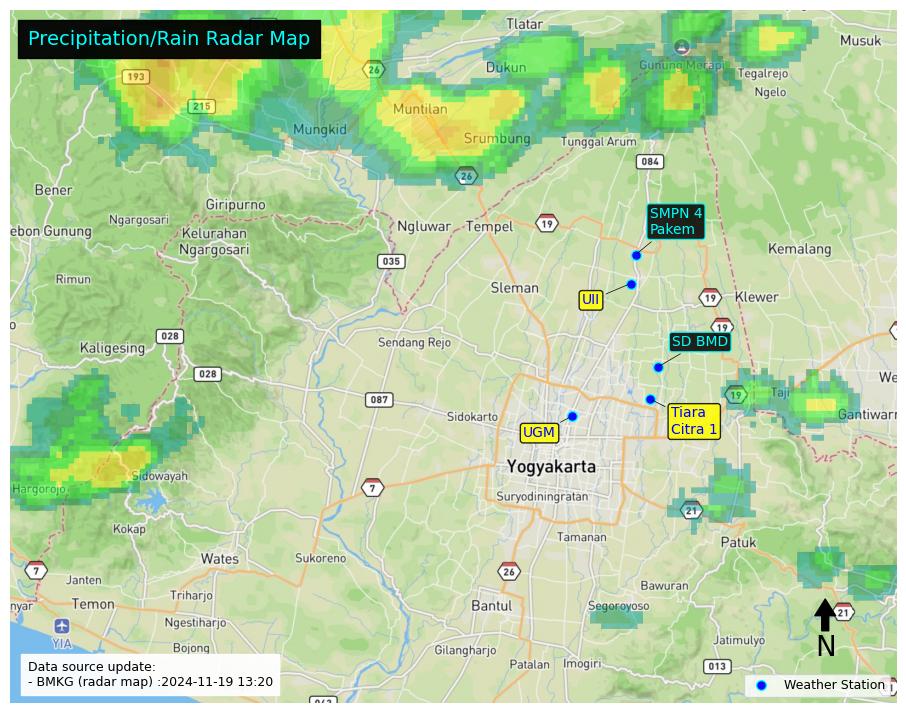 Precipitation/Rain Radar Map
Tlatar
Musuk
26
Dukun
Gunung Merapi
Tegalrejo
193
Ngelo
215
Muntilan
Mungkid
Srumbung
Tunggal Arum
084
26
Bener
Giripurno
SMPN 4
Pakem
Ngargosari
Ngluwar
Tempel
19
ebon Gunung
Kelurahan
Ngargosari
Kemalang
035
Rimun
Sleman
UII
19
Klewer
19
028
Sendang Rejo
SD BMD
Kaligesing
028
We
087
19
Taji
Sidokarto
Tiara
Citra 1
Gantiwarn
UGM
Yogyakarta
Sidowayah
Hargorojo
7
Suryodiningratan
21
Kokap
Tamanan
Patuk
Wates
Sukoreno
7
26
Janten
Bawuran
nyar
Temon
Triharjo
Bantul
Segoroyoso
21
Ngestiharjo
YIA
Jatimulyo
N
Bojong
Gilangharjo
Patalan
Imogiri
013
Data source update:
- BMKG (radar map) :2024-11-19 13:20
Weather Station